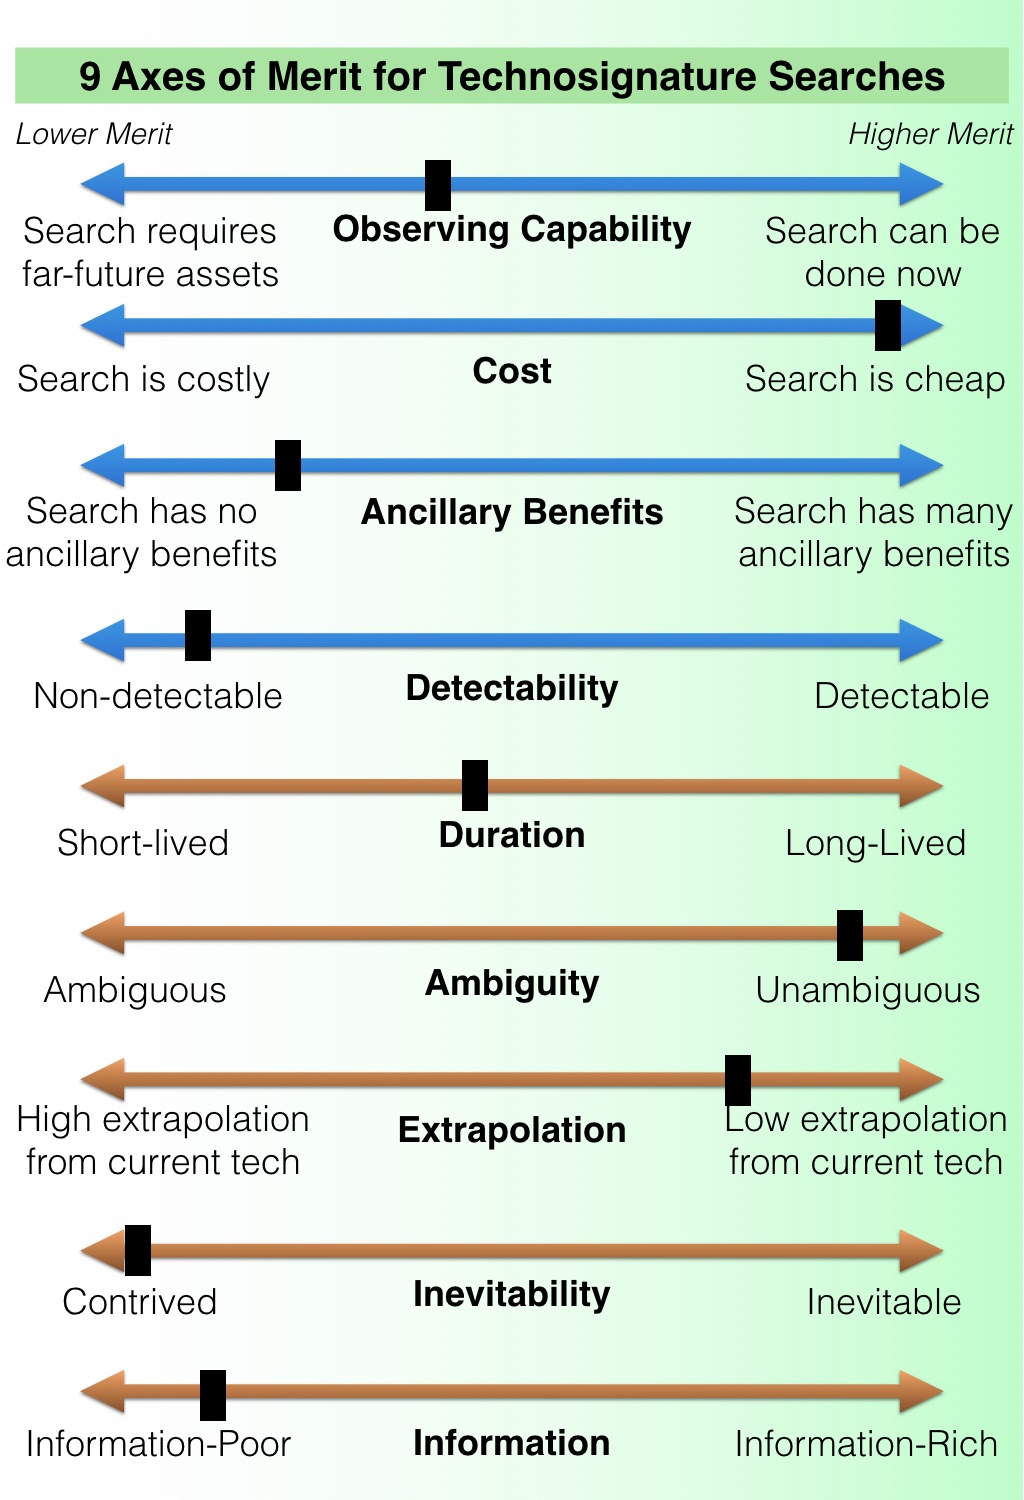 9 Axes of Merit for Technosignature Searches
Lower Merit
Higher Merit
Search requires
far-future assets
Observing Capability
Search can be
done now
Search is costly
Cost
Search is cheap
Search has no
ancillary benefits
Ancillary Benefits
Search has many
ancillary benefits
Non-detectable
Detectability
Detectable
Short-lived
Duration
Long-Lived
Ambiguous
Ambiguity
Unambiguous
High extrapolation
from current tech
Extrapolation
Low extrapolation
from current tech
Contrived
Inevitability
Inevitable
Information-Poor
Information
Information-Rich